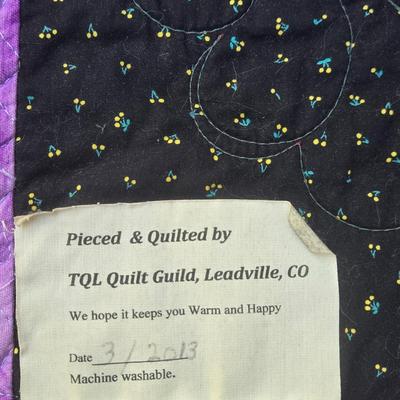 Pieced & Quilted by
TQL Quilt Guild, Leadville, CO
We hope it keeps you Warm and Happy
Date 3/2013
Machine washable.